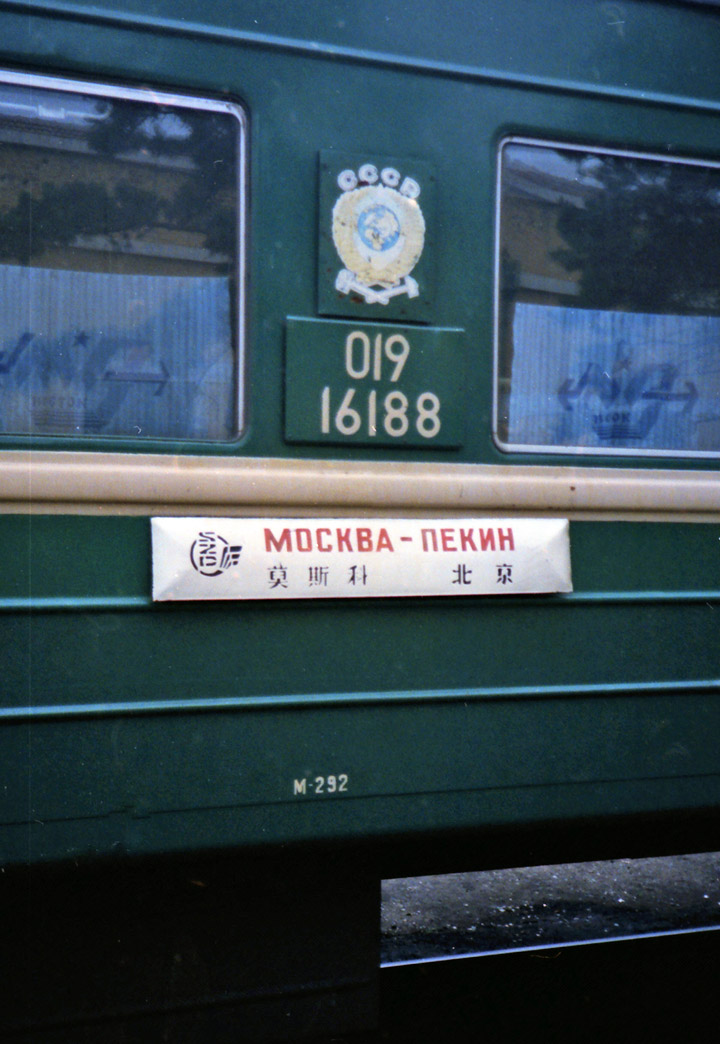 СССР
019
16188
МОСКВА - ПЕКИН
莫斯科 北京
М-292